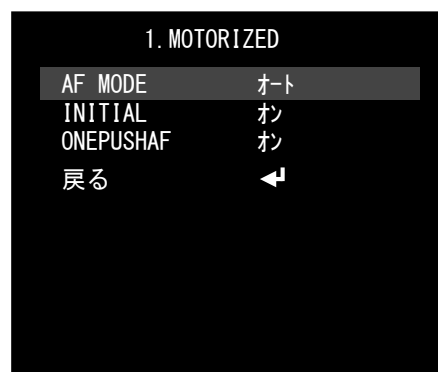 1.MOTORIZED
AF MODE ｵｰﾄ
INITIAL ｵﾝ
ONEPUSHAF ｵﾝ
戻る ↲